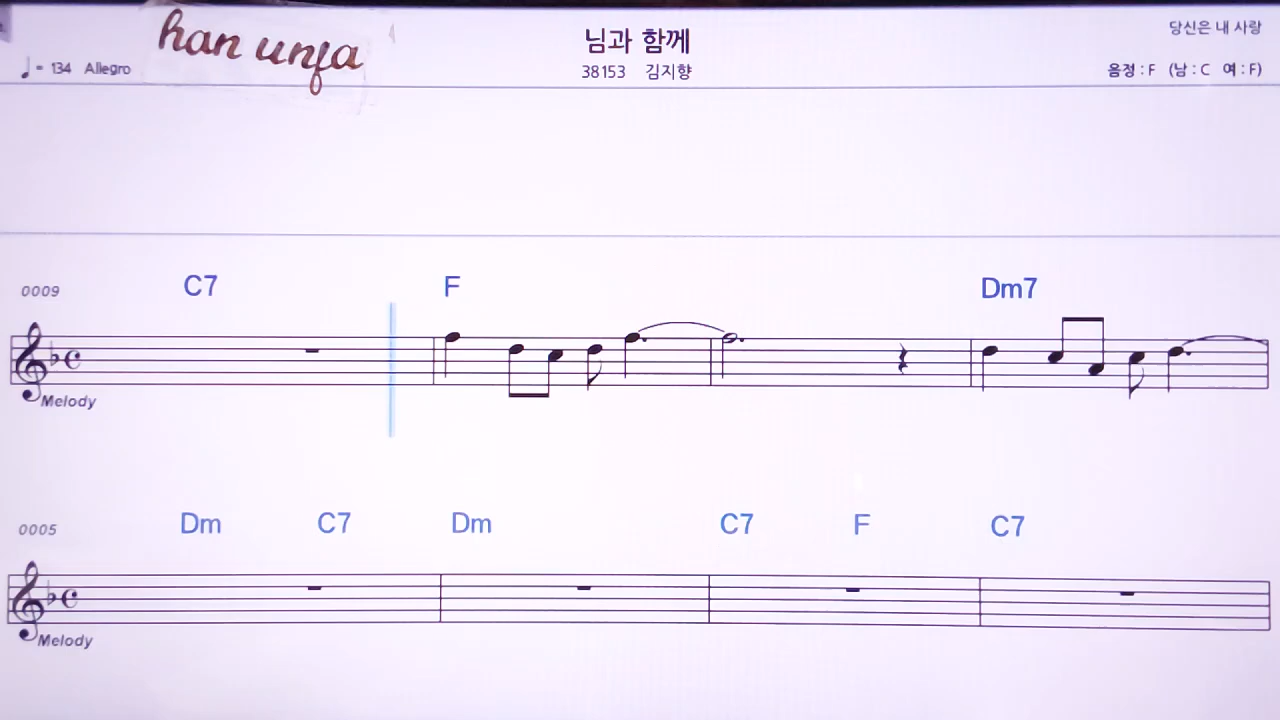 han unja
님과 함께
당신은 내 사랑
♩= 134 Allegro
38153 김지향
음정 : F (남 : C 여 : F)
C7 F Dm7
0009
Melody
Dm C7 Dm C7 F C7
0005
Melody